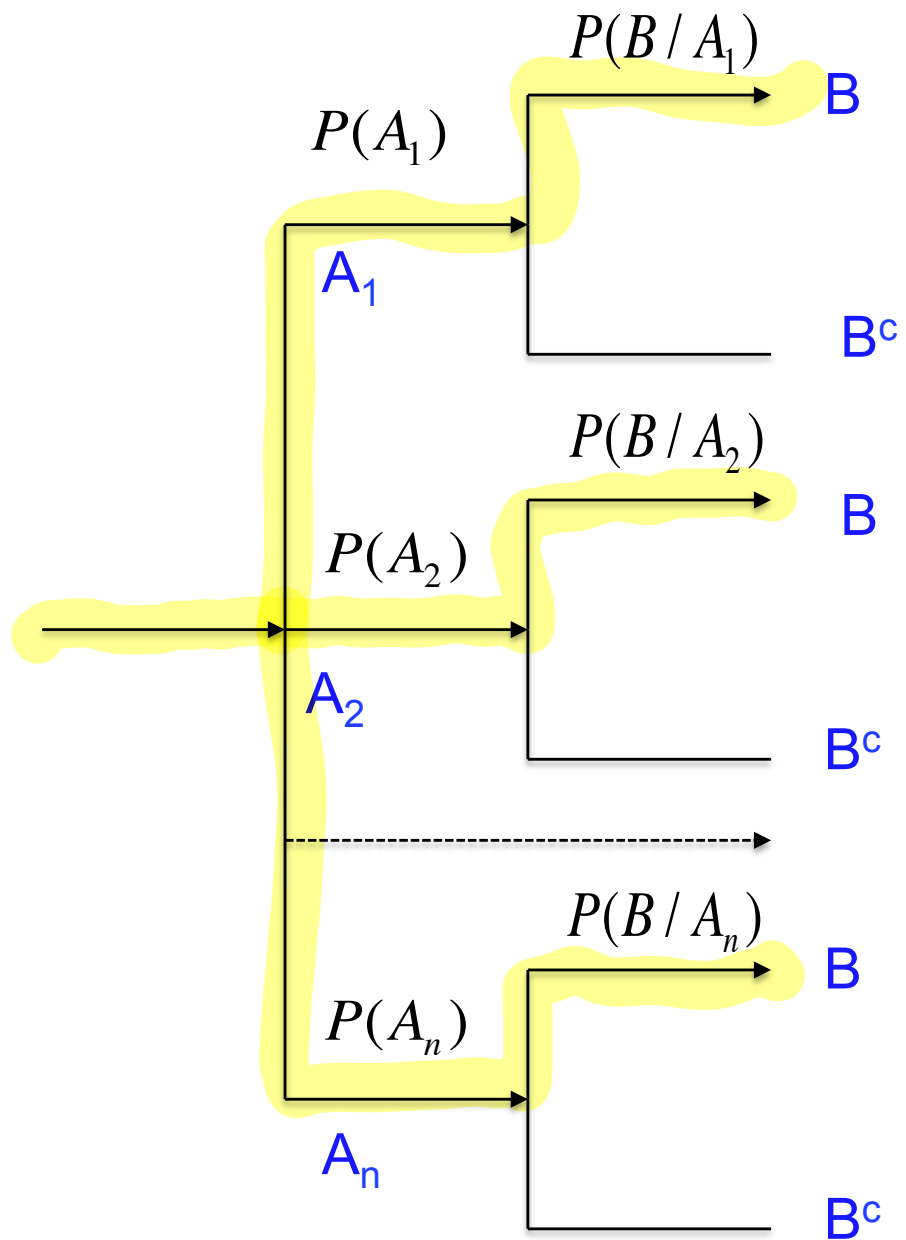 P(B / A₁)
B
P(A₁)
A₁
Bᶜ
P(B / A₂)
B
P(A₂)
A₂
Bᶜ
P(B / Aₙ)
B
P(Aₙ)
Aₙ
Bᶜ